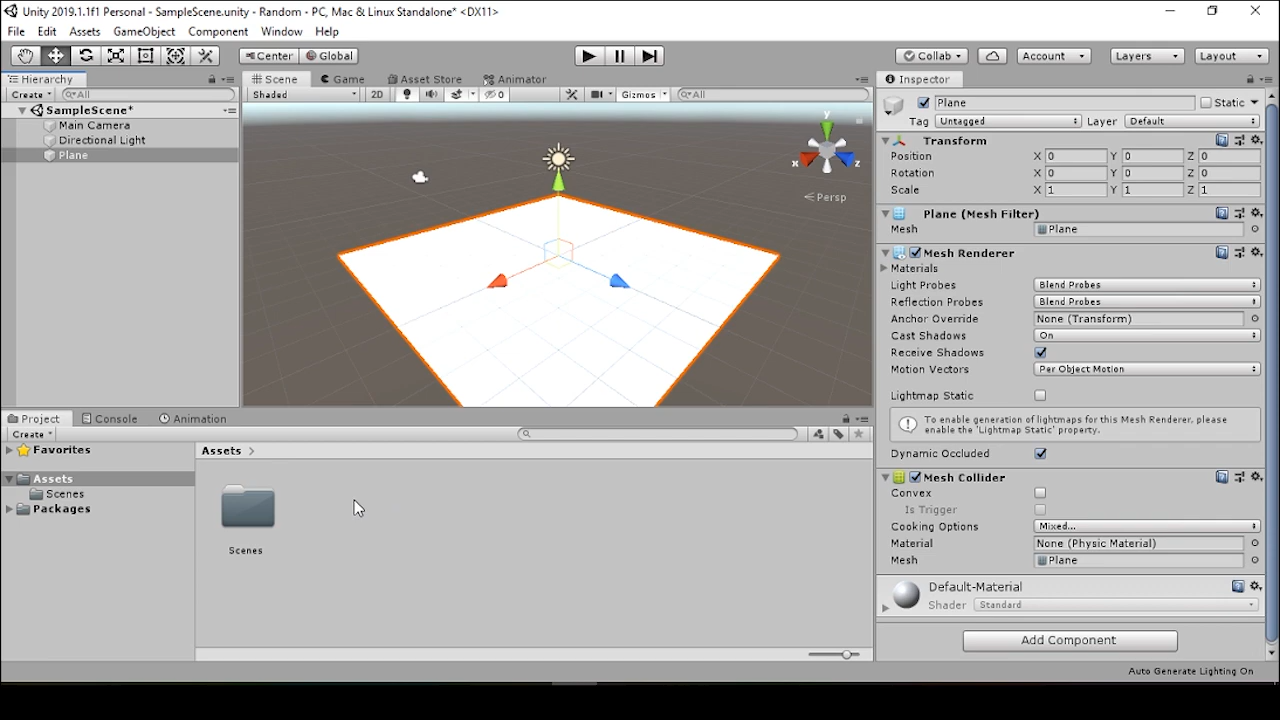 Unity 2019.1.1f1 Personal - SampleScene.unity - Random - PC, Mac & Linux Standalone* <DX11>
File Edit Assets GameObject Component Window Help
Center Global Collab Account Layers Layout
Hierarchy
Create All
SampleScene*
Main Camera
Directional Light
Plane
Scene Game Asset Store Animator
Shaded 2D 0 Gizmos All
y
x z
Persp
Project Console Animation
Create
Favorites
Assets
Scenes
Packages
Assets >
Scenes
Inspector
Plane Static
Tag Untagged Layer Default
Transform
Position X 0 Y 0 Z 0
Rotation X 0 Y 0 Z 0
Scale X 1 Y 1 Z 1
Plane (Mesh Filter)
Mesh Plane
Mesh Renderer
Materials
Light Probes Blend Probes
Reflection Probes Blend Probes
Anchor Override None (Transform)
Cast Shadows On
Receive Shadows
Motion Vectors Per Object Motion
Lightmap Static
To enable generation of lightmaps for this Mesh Renderer, please
enable the 'Lightmap Static' property.
Dynamic Occluded
Mesh Collider
Convex
Is Trigger
Cooking Options Mixed...
Material None (Physic Material)
Mesh Plane
Default-Material
Shader Standard
Add Component
Auto Generate Lighting On